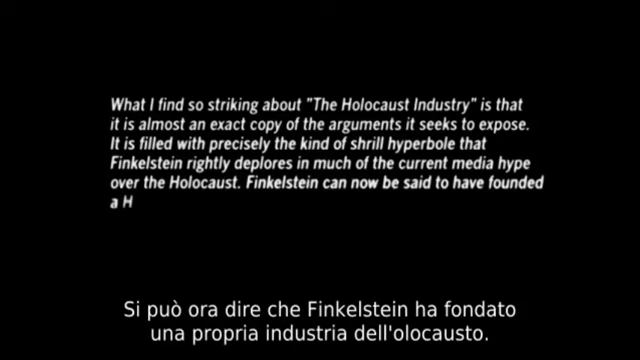 What I find so striking about "The Holocaust Industry" is that
it is almost an exact copy of the arguments it seeks to expose.
It is filled with precisely the kind of shrill hyperbole that
Finkelstein rightly deplores in much of the current media hype
over the Holocaust. Finkelstein can now be said to have founded
a H
Si può ora dire che Finkelstein ha fondato
una propria industria dell'olocausto.